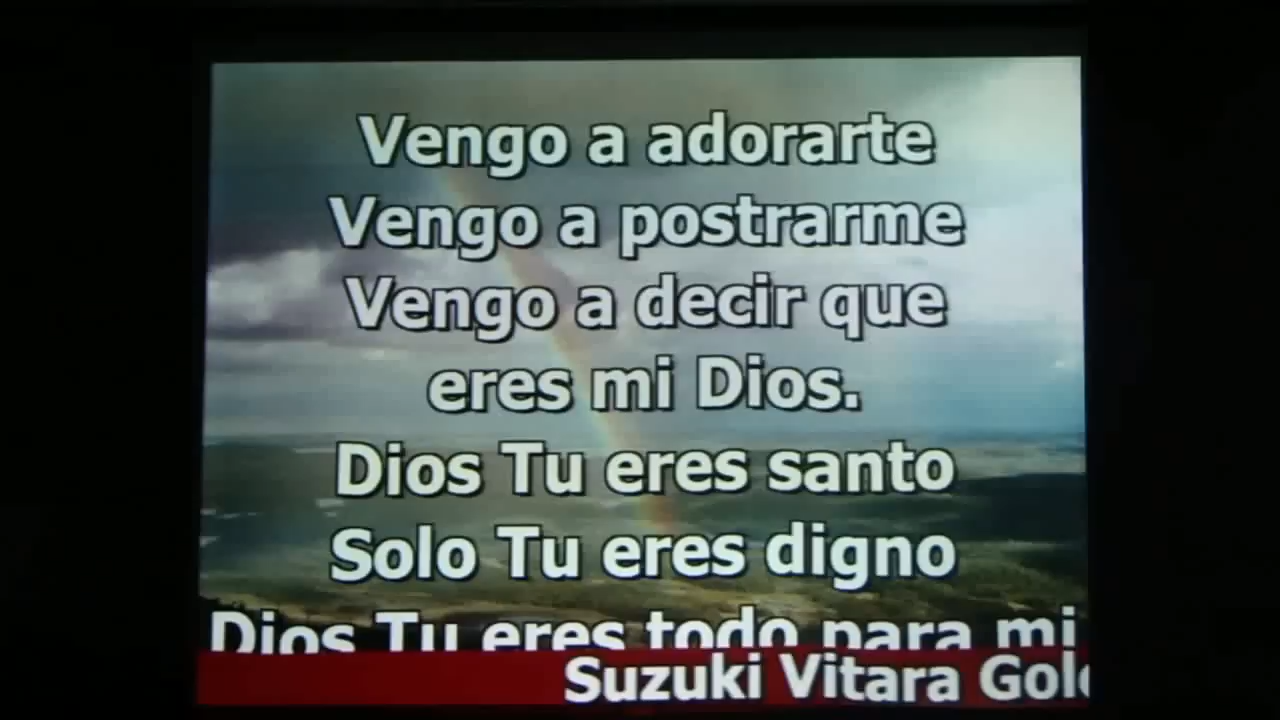 Vengo a adorarte
Vengo a postrarme
Vengo a decir que
eres mi Dios.
Dios Tu eres santo
Solo Tu eres digno
Dios Tu eres todo para mi
Suzuki Vitara